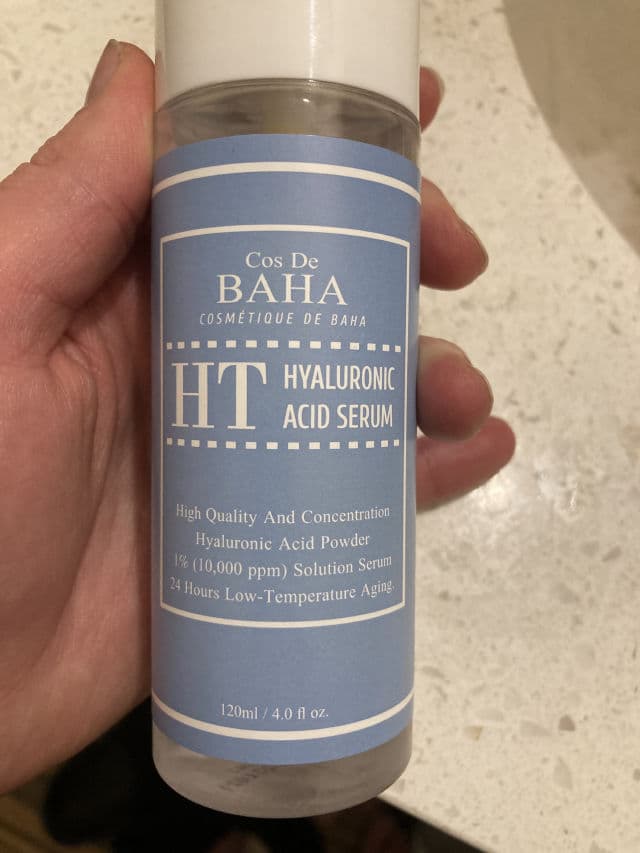 Cos De
BAHA
COSMÉTIQUE DE BAHA
HT HYALURONIC
ACID SERUM
High Quality And Concentration
Hyaluronic Acid Powder
1% (10,000 ppm) Solution Serum
24 Hours Low-Temperature Aging.
120ml / 4.0 fl oz.